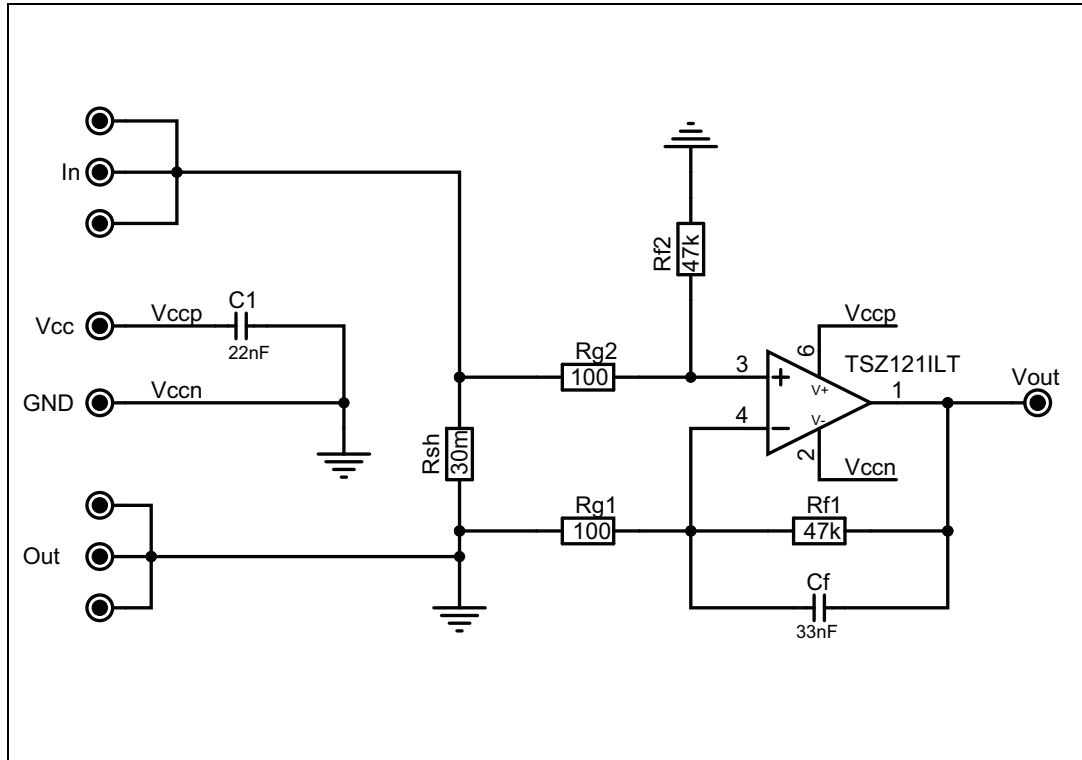 In
Rf2
47k
Vcc
Vccp
C1
22nF
Vccp
6
Rg2
100
3
+
V+
TSZ121ILT
1
Vout
GND
Vccn
4
−
V-
2
Vccn
Rsh
30m
Rg1
100
Rf1
47k
Out
Cf
33nF